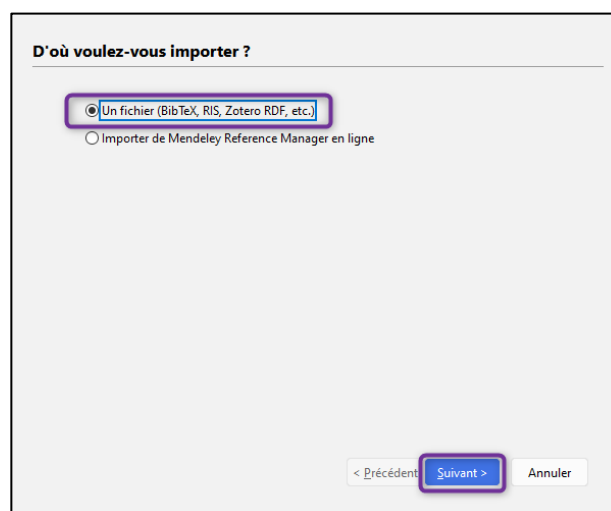 D'où voulez-vous importer ?
Un fichier (BibTeX, RIS, Zotero RDF, etc.)
Importer de Mendeley Reference Manager en ligne
< Précédent Suivant > Annuler